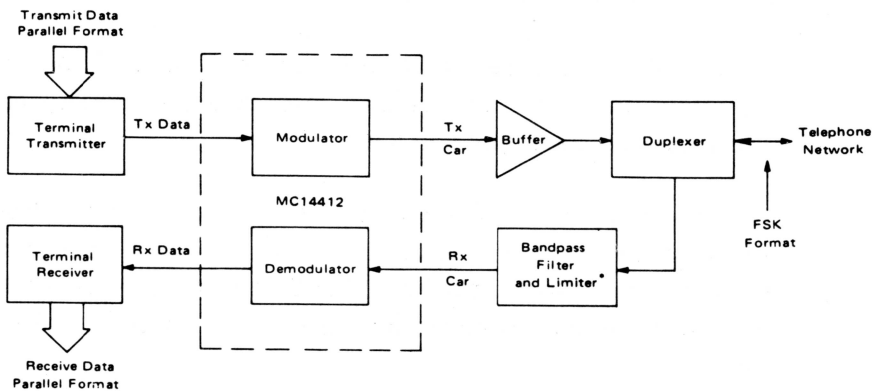 Transmit Data
Parallel Format
Terminal
Transmitter
Tx Data
Modulator
Tx
Car
Buffer
Duplexer
Telephone
Network
MC14412
FSK
Format
Terminal
Receiver
Rx Data
Demodulator
Rx
Car
Bandpass
Filter
and Limiter*
Receive Data
Parallel Format